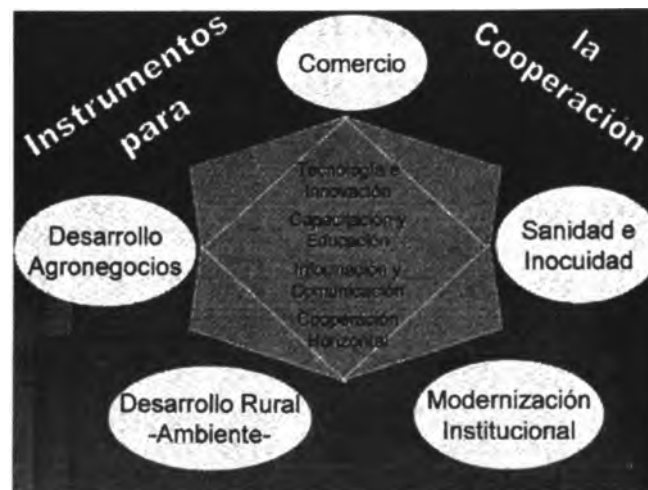 Instrumentos
para
la
Cooperación
Comercio
Tecnología e
Innovación
Capacitación y
Educación
Información y
Comunicación
Cooperación
Horizontal
Desarrollo
Agronegocios
Sanidad e
Inocuidad
Desarrollo Rural
-Ambiente-
Modernización
Institucional